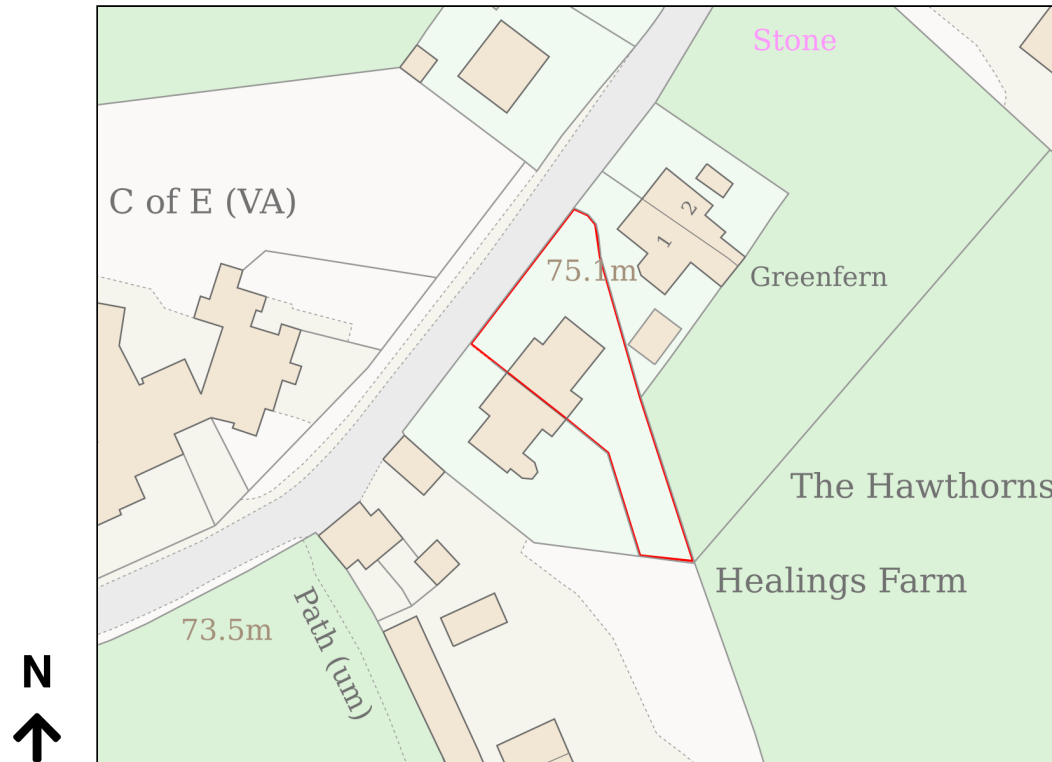 Stone
C of E (VA)
2
1
75.1m
Greenfern
The Hawthorns
Healings Farm
Path (um)
73.5m
N